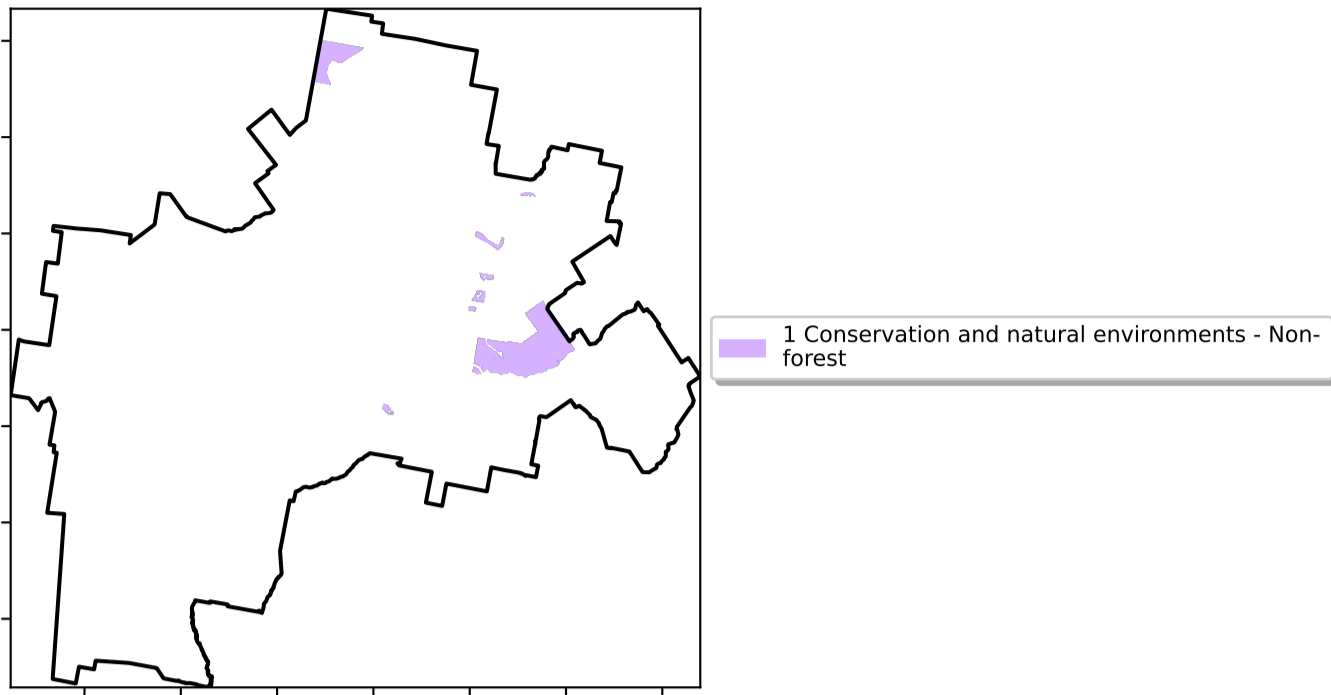 1 Conservation and natural environments - Non-
forest